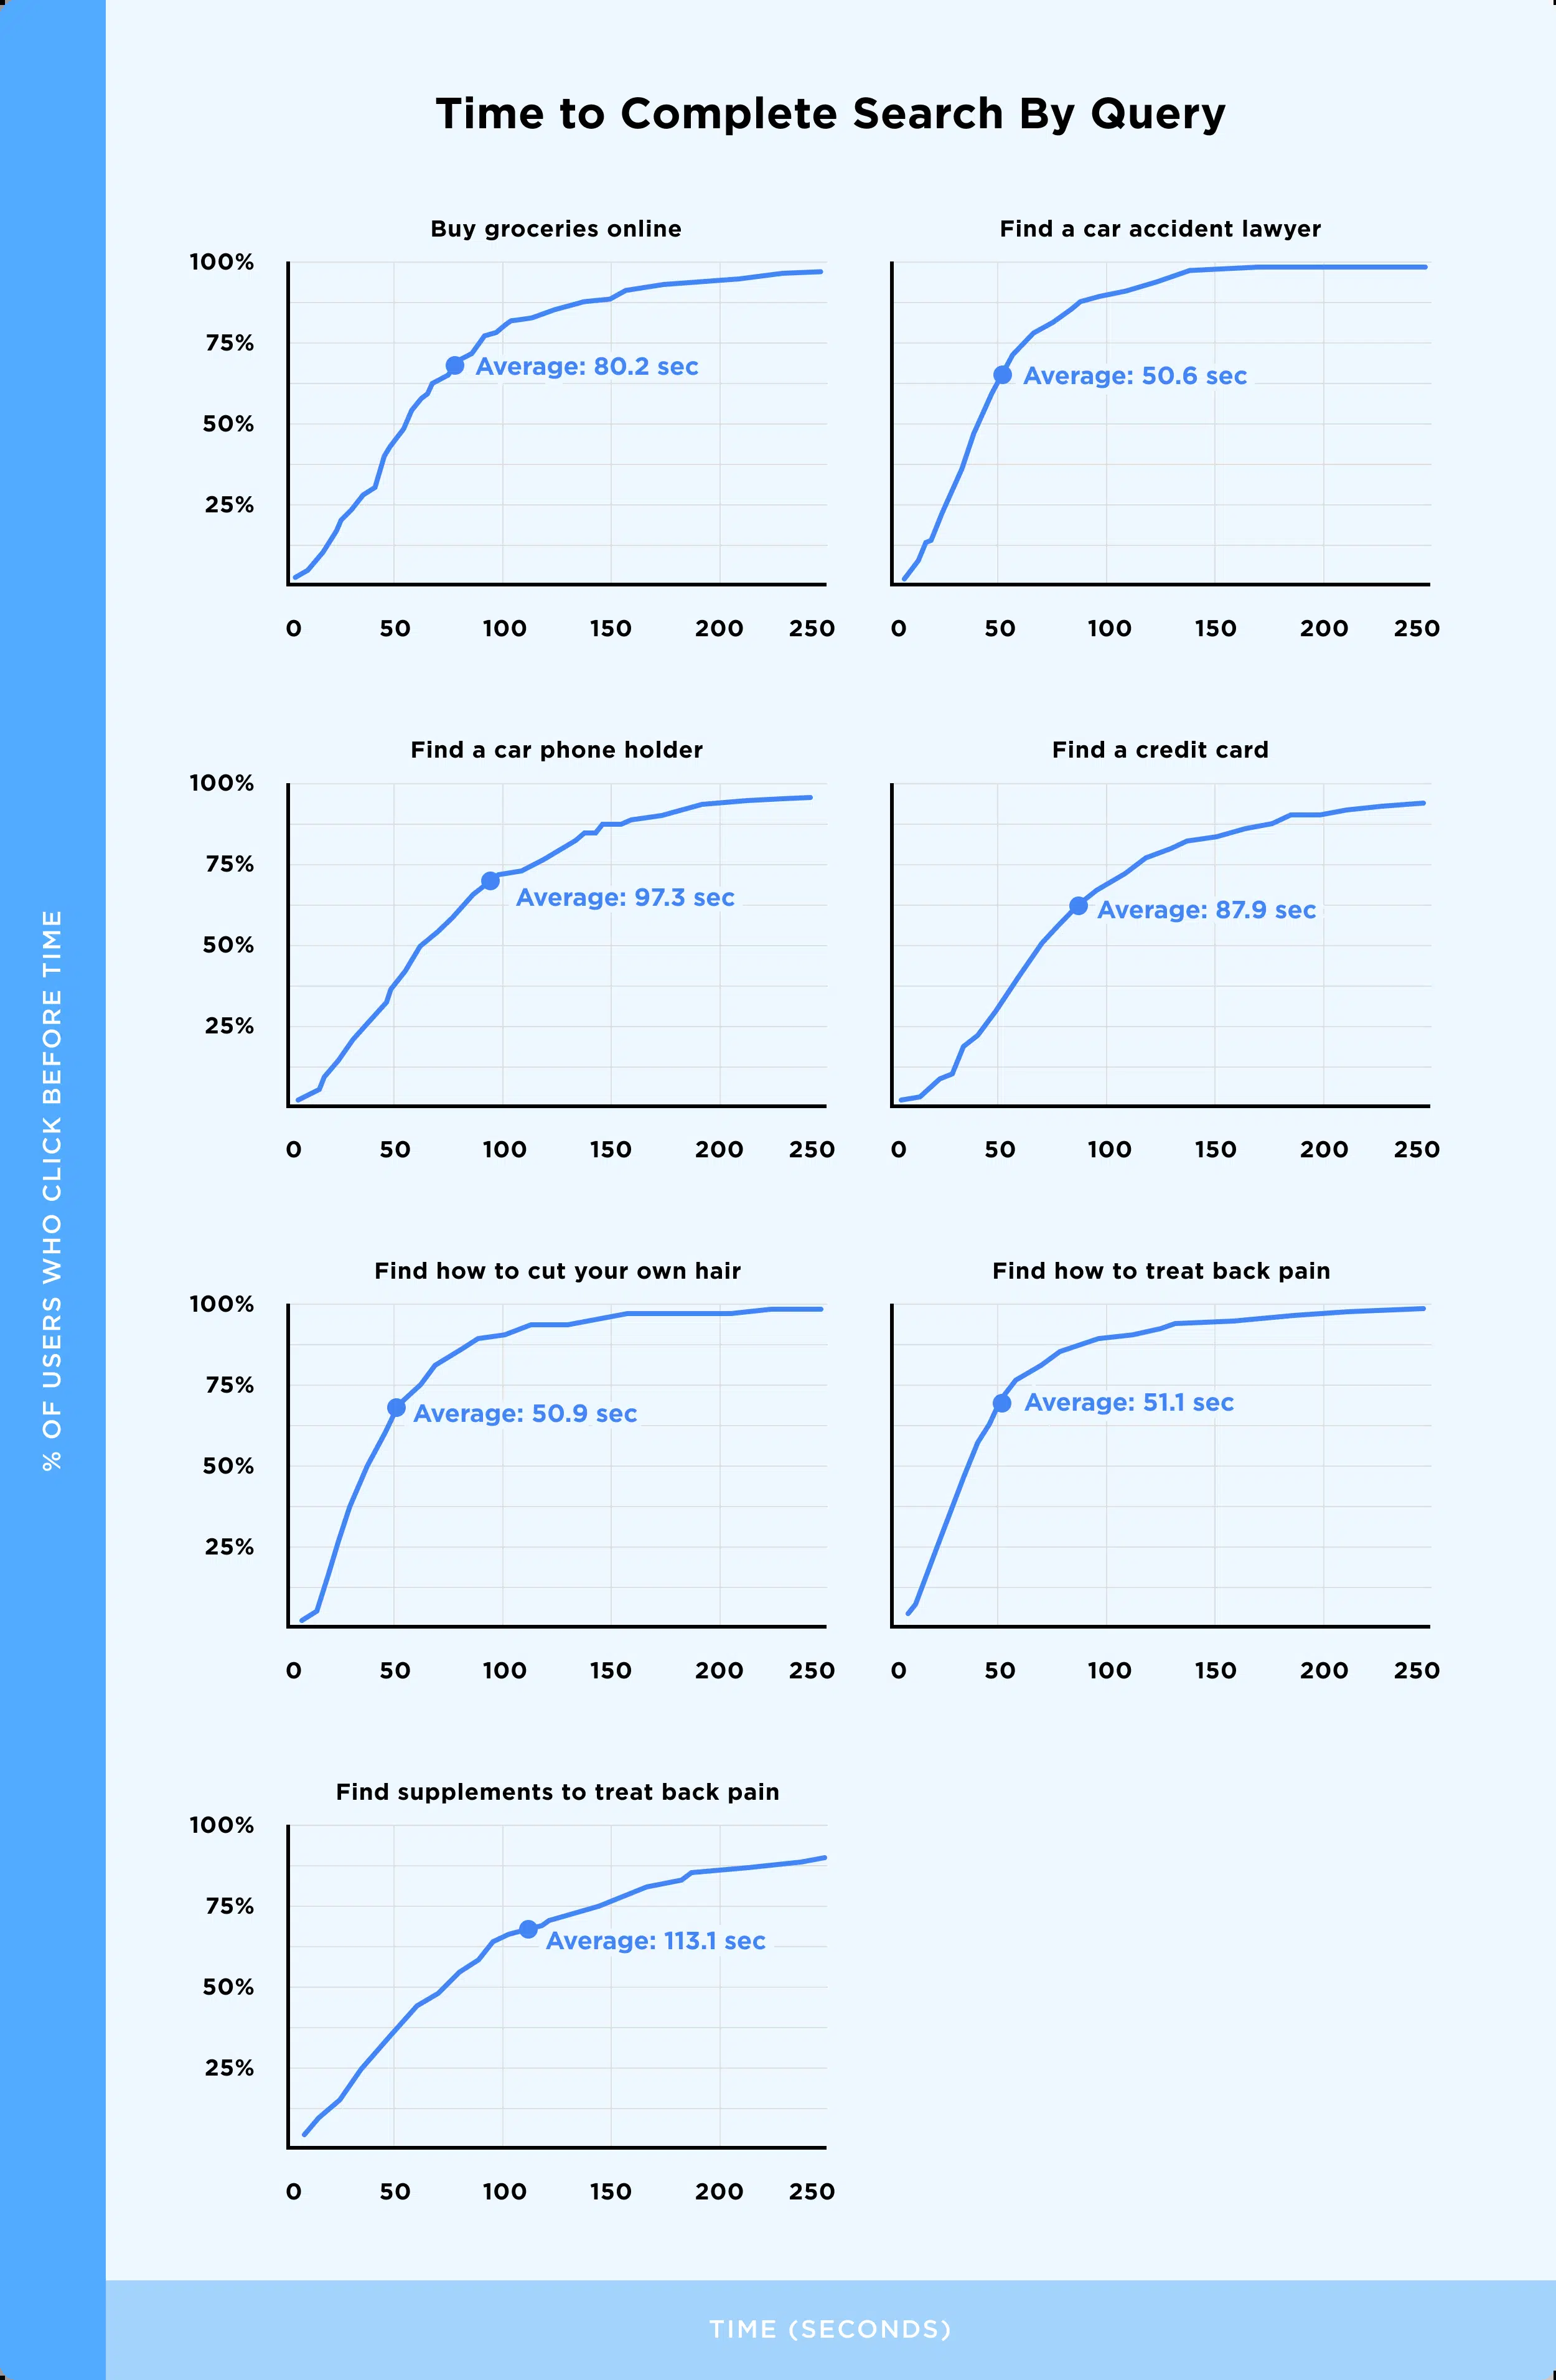 Time to Complete Search By Query
Buy groceries online
100%
75%
50%
25%
Average: 80.2 sec
0 50 100 150 200 250
Find a car accident lawyer
Average: 50.6 sec
0 50 100 150 200 250
Find a car phone holder
100%
75%
50%
25%
Average: 97.3 sec
0 50 100 150 200 250
Find a credit card
Average: 87.9 sec
0 50 100 150 200 250
Find how to cut your own hair
100%
75%
50%
25%
Average: 50.9 sec
0 50 100 150 200 250
Find how to treat back pain
Average: 51.1 sec
0 50 100 150 200 250
Find supplements to treat back pain
100%
75%
50%
25%
Average: 113.1 sec
0 50 100 150 200 250
% OF USERS WHO CLICK BEFORE TIME
TIME (SECONDS)